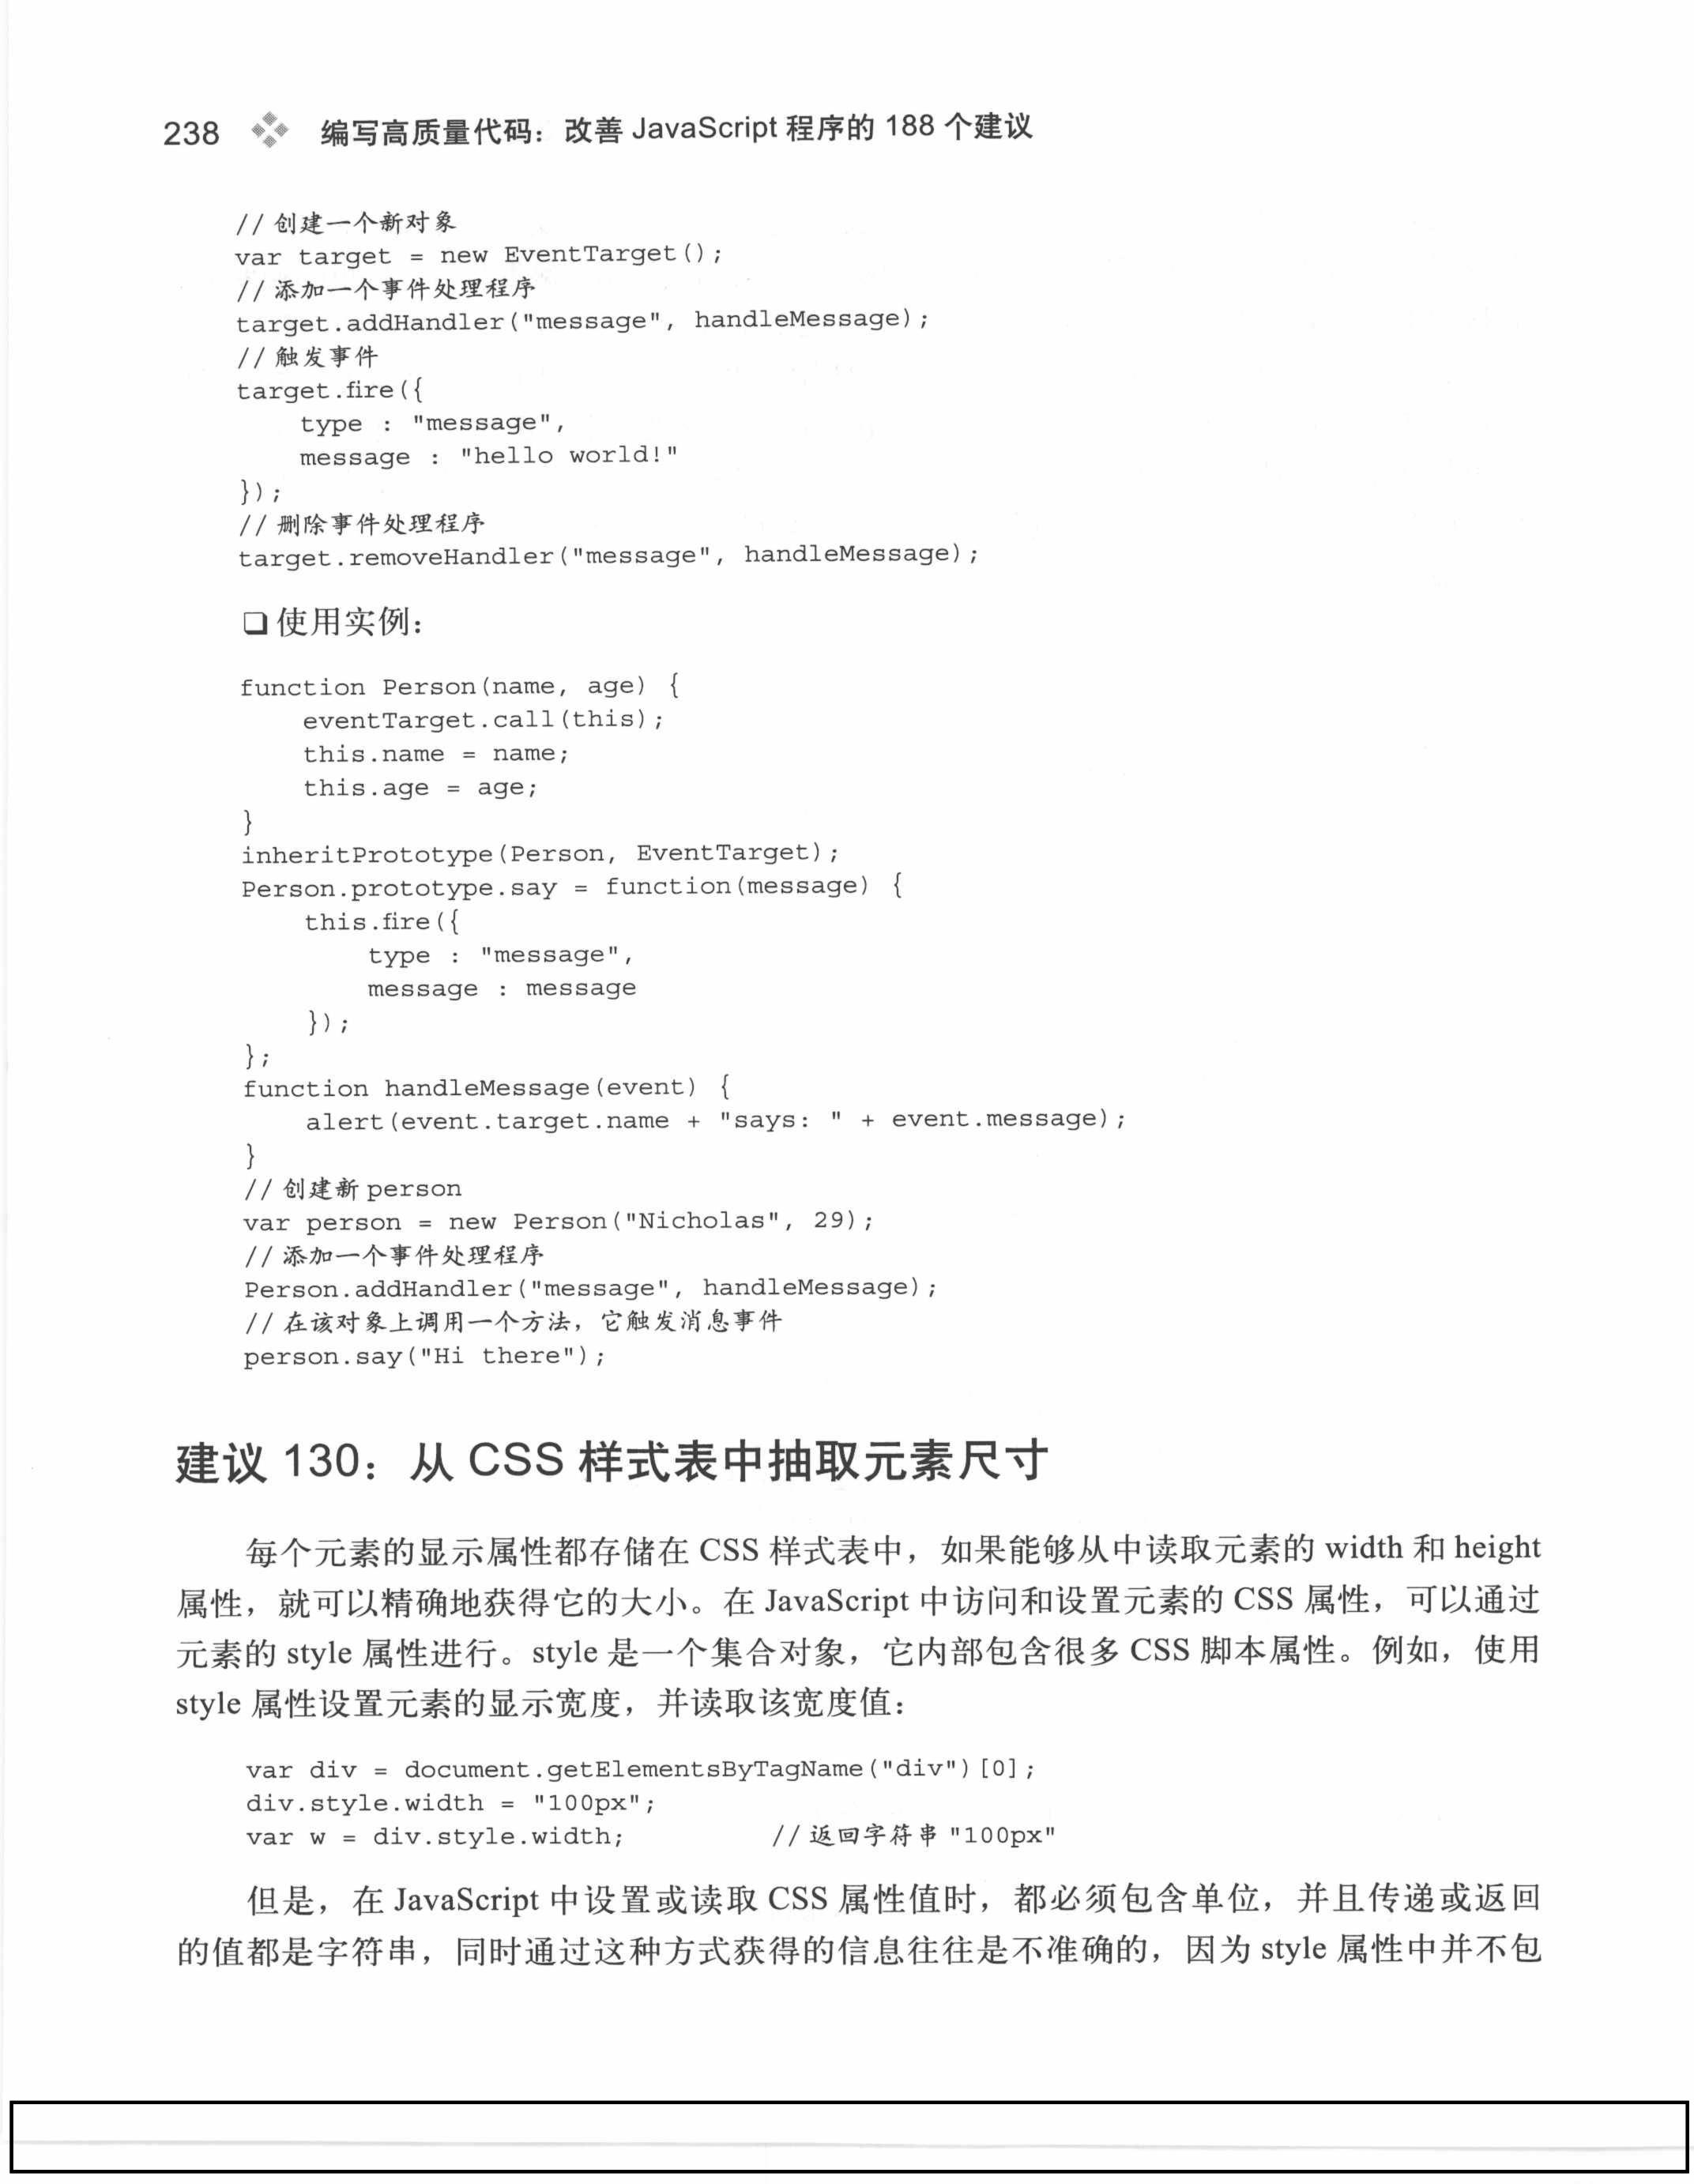 238 编写高质量代码：改善 JavaScript 程序的 188 个建议
// 创建一个新对象
var target = new EventTarget();
// 添加一个事件处理程序
target.addHandler("message", handleMessage);
// 触发事件
target.fire({
    type : "message",
    message : "hello world!"
});
// 删除事件处理程序
target.removeHandler("message", handleMessage);
❑ 使用实例：
function Person(name, age) {
    eventTarget.call(this);
    this.name = name;
    this.age = age;
}
inheritPrototype(Person, EventTarget);
Person.prototype.say = function(message) {
    this.fire({
        type : "message",
        message : message
    });
};
function handleMessage(event) {
    alert(event.target.name + "says: " + event.message);
}
// 创建新 person
var person = new Person("Nicholas", 29);
// 添加一个事件处理程序
Person.addHandler("message", handleMessage);
// 在该对象上调用一个方法，它触发消息事件
person.say("Hi there");
建议 130：从 CSS 样式表中抽取元素尺寸
每个元素的显示属性都存储在 CSS 样式表中，如果能够从中读取元素的 width 和 height
属性，就可以精确地获得它的大小。在 JavaScript 中访问和设置元素的 CSS 属性，可以通过
元素的 style 属性进行。style 是一个集合对象，它内部包含很多 CSS 脚本属性。例如，使用
style 属性设置元素的显示宽度，并读取该宽度值：
var div = document.getElementsByTagName("div")[0];
div.style.width = "100px";
var w = div.style.width; // 返回字符串 "100px"
但是，在 JavaScript 中设置或读取 CSS 属性值时，都必须包含单位，并且传递或返回
的值都是字符串，同时通过这种方式获得的信息往往是不准确的，因为 style 属性中并不包